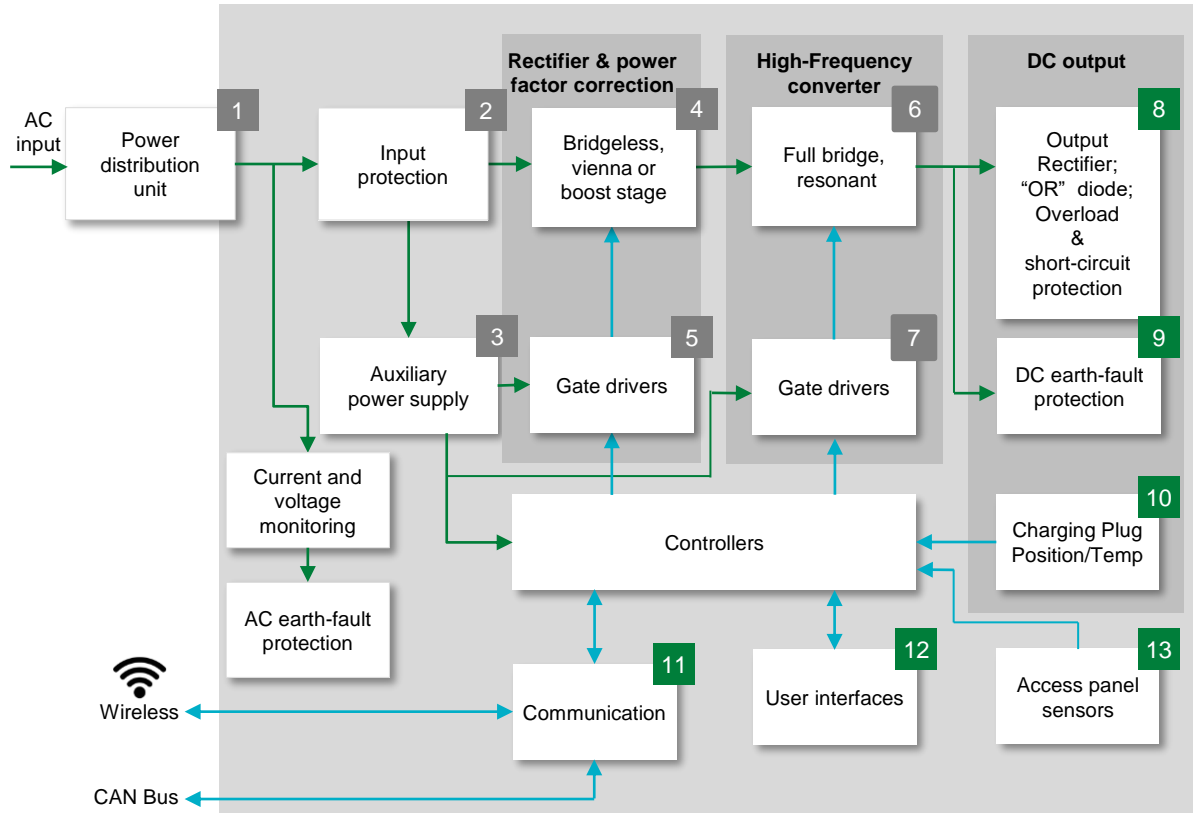 Rectifier & power
factor correction
High-Frequency
converter
DC output
AC
input
1
Power
distribution
unit
2
Input
protection
4
Bridgeless,
vienna or
boost stage
6
Full bridge,
resonant
8
Output
Rectifier;
“OR” diode;
Overload
&
short-circuit
protection
3
Auxiliary
power supply
5
Gate drivers
7
Gate drivers
9
DC earth-fault
protection
Current and
voltage
monitoring
Controllers
10
Charging Plug
Position/Temp
AC earth-fault
protection
Wireless
11
Communication
12
User interfaces
13
Access panel
sensors
CAN Bus